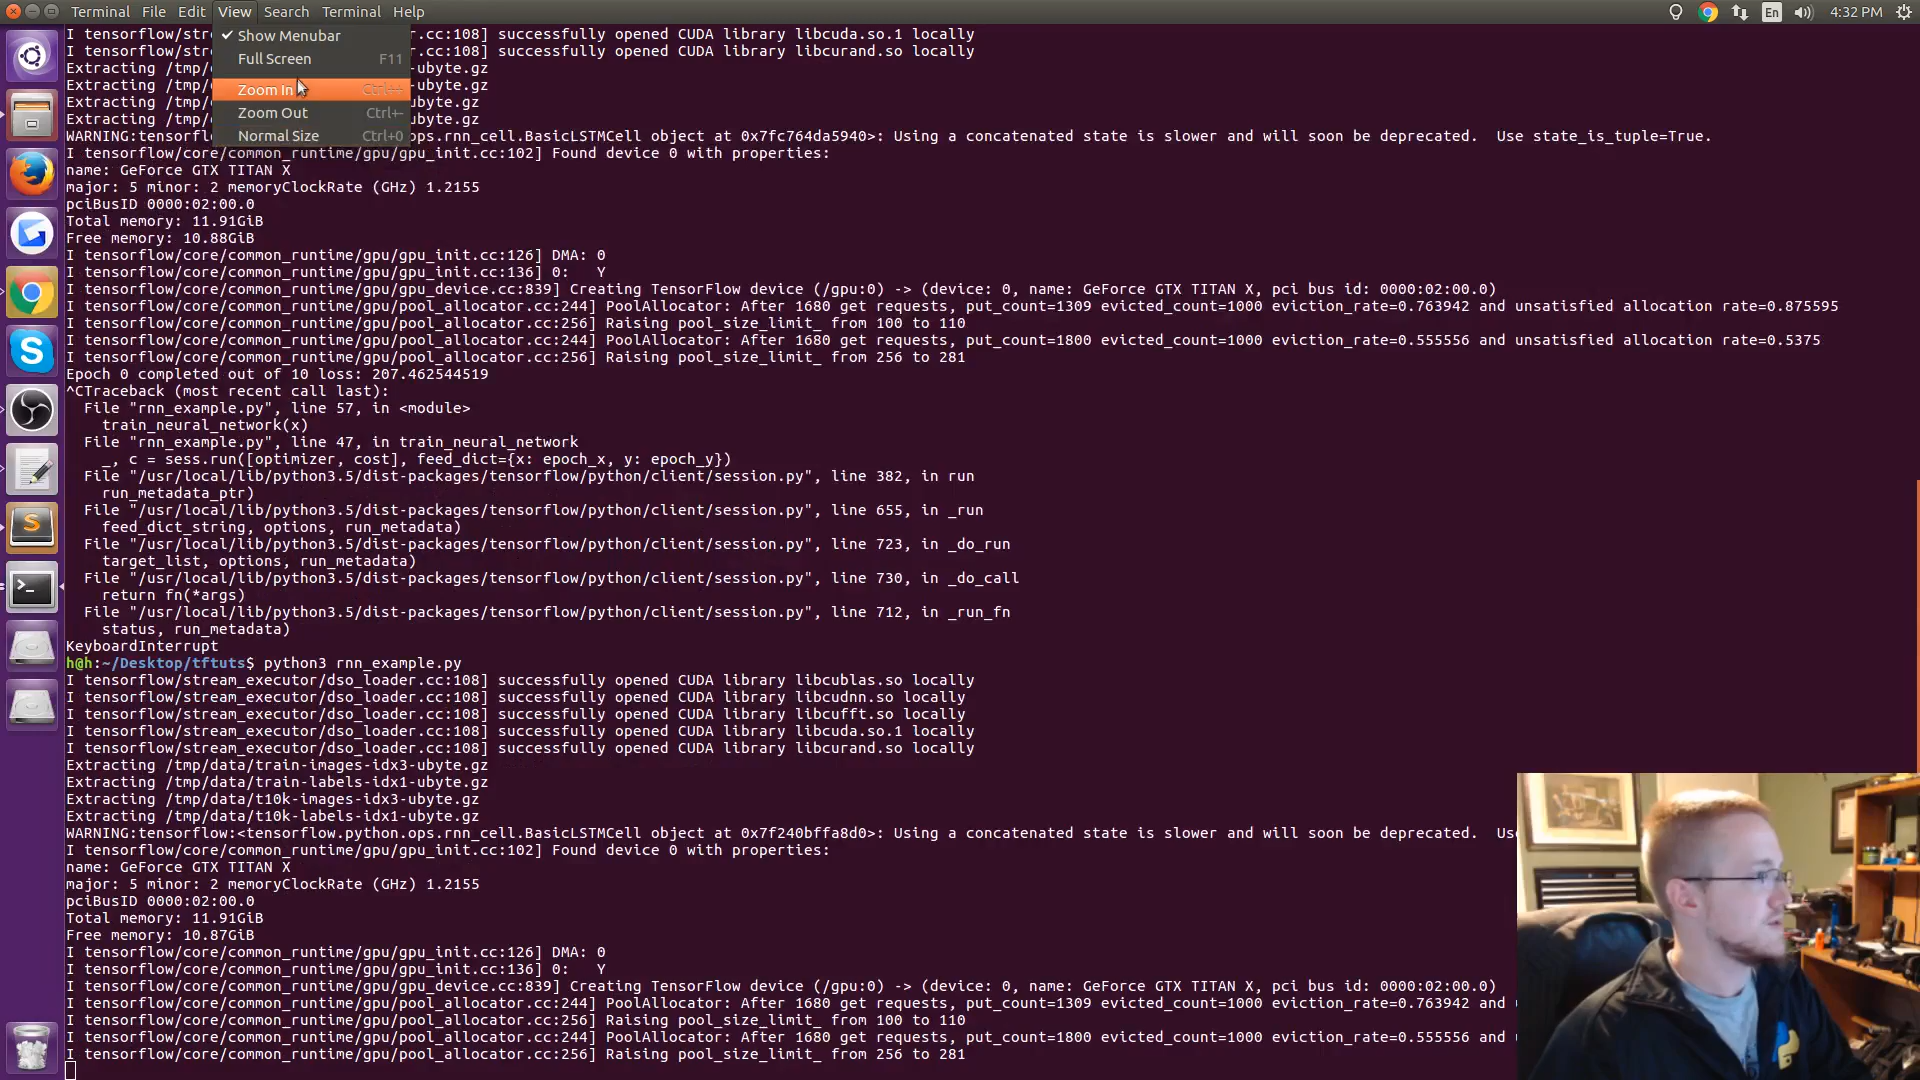 Terminal File Edit View Search Terminal Help En 4:32 PM
Show Menubar
Full Screen F11
Zoom In Ctrl++
Zoom Out Ctrl+-
Normal Size Ctrl+0
I tensorflow/stre r.cc:108] successfully opened CUDA library libcuda.so.1 locally
I tensorflow/stre r.cc:108] successfully opened CUDA library libcurand.so locally
Extracting /tmp/d -ubyte.gz
Extracting /tmp/d -ubyte.gz
Extracting /tmp/d ubyte.gz
Extracting /tmp/d ubyte.gz
WARNING:tensorflo ops.rnn_cell.BasicLSTMCell object at 0x7fc764da5940>: Using a concatenated state is slower and will soon be deprecated.  Use state_is_tuple=True.
I tensorflow/core/common_runtime/gpu/gpu_init.cc:102] Found device 0 with properties:
name: GeForce GTX TITAN X
major: 5 minor: 2 memoryClockRate (GHz) 1.2155
pciBusID 0000:02:00.0
Total memory: 11.91GiB
Free memory: 10.88GiB
I tensorflow/core/common_runtime/gpu/gpu_init.cc:126] DMA: 0
I tensorflow/core/common_runtime/gpu/gpu_init.cc:136] 0:   Y
I tensorflow/core/common_runtime/gpu/gpu_device.cc:839] Creating TensorFlow device (/gpu:0) -> (device: 0, name: GeForce GTX TITAN X, pci bus id: 0000:02:00.0)
I tensorflow/core/common_runtime/gpu/pool_allocator.cc:244] PoolAllocator: After 1680 get requests, put_count=1309 evicted_count=1000 eviction_rate=0.763942 and unsatisfied allocation rate=0.875595
I tensorflow/core/common_runtime/gpu/pool_allocator.cc:256] Raising pool_size_limit_ from 100 to 110
I tensorflow/core/common_runtime/gpu/pool_allocator.cc:244] PoolAllocator: After 1680 get requests, put_count=1800 evicted_count=1000 eviction_rate=0.555556 and unsatisfied allocation rate=0.5375
I tensorflow/core/common_runtime/gpu/pool_allocator.cc:256] Raising pool_size_limit_ from 256 to 281
Epoch 0 completed out of 10 loss: 207.462544519
^CTraceback (most recent call last):
  File "rnn_example.py", line 57, in <module>
    train_neural_network(x)
  File "rnn_example.py", line 47, in train_neural_network
    _, c = sess.run([optimizer, cost], feed_dict={x: epoch_x, y: epoch_y})
  File "/usr/local/lib/python3.5/dist-packages/tensorflow/python/client/session.py", line 382, in run
    run_metadata_ptr)
  File "/usr/local/lib/python3.5/dist-packages/tensorflow/python/client/session.py", line 655, in _run
    feed_dict_string, options, run_metadata)
  File "/usr/local/lib/python3.5/dist-packages/tensorflow/python/client/session.py", line 723, in _do_run
    target_list, options, run_metadata)
  File "/usr/local/lib/python3.5/dist-packages/tensorflow/python/client/session.py", line 730, in _do_call
    return fn(*args)
  File "/usr/local/lib/python3.5/dist-packages/tensorflow/python/client/session.py", line 712, in _run_fn
    status, run_metadata)
KeyboardInterrupt
h@h:~/Desktop/tftuts$ python3 rnn_example.py
I tensorflow/stream_executor/dso_loader.cc:108] successfully opened CUDA library libcublas.so locally
I tensorflow/stream_executor/dso_loader.cc:108] successfully opened CUDA library libcudnn.so locally
I tensorflow/stream_executor/dso_loader.cc:108] successfully opened CUDA library libcufft.so locally
I tensorflow/stream_executor/dso_loader.cc:108] successfully opened CUDA library libcuda.so.1 locally
I tensorflow/stream_executor/dso_loader.cc:108] successfully opened CUDA library libcurand.so locally
Extracting /tmp/data/train-images-idx3-ubyte.gz
Extracting /tmp/data/train-labels-idx1-ubyte.gz
Extracting /tmp/data/t10k-images-idx3-ubyte.gz
Extracting /tmp/data/t10k-labels-idx1-ubyte.gz
WARNING:tensorflow:<tensorflow.python.ops.rnn_cell.BasicLSTMCell object at 0x7f240bffa8d0>: Using a concatenated state is slower and will soon be deprecated.  Us
I tensorflow/core/common_runtime/gpu/gpu_init.cc:102] Found device 0 with properties:
name: GeForce GTX TITAN X
major: 5 minor: 2 memoryClockRate (GHz) 1.2155
pciBusID 0000:02:00.0
Total memory: 11.91GiB
Free memory: 10.87GiB
I tensorflow/core/common_runtime/gpu/gpu_init.cc:126] DMA: 0
I tensorflow/core/common_runtime/gpu/gpu_init.cc:136] 0:   Y
I tensorflow/core/common_runtime/gpu/gpu_device.cc:839] Creating TensorFlow device (/gpu:0) -> (device: 0, name: GeForce GTX TITAN X, pci bus id: 0000:02:00.0)
I tensorflow/core/common_runtime/gpu/pool_allocator.cc:244] PoolAllocator: After 1680 get requests, put_count=1309 evicted_count=1000 eviction_rate=0.763942 and
I tensorflow/core/common_runtime/gpu/pool_allocator.cc:256] Raising pool_size_limit_ from 100 to 110
I tensorflow/core/common_runtime/gpu/pool_allocator.cc:244] PoolAllocator: After 1680 get requests, put_count=1800 evicted_count=1000 eviction_rate=0.555556 and
I tensorflow/core/common_runtime/gpu/pool_allocator.cc:256] Raising pool_size_limit_ from 256 to 281